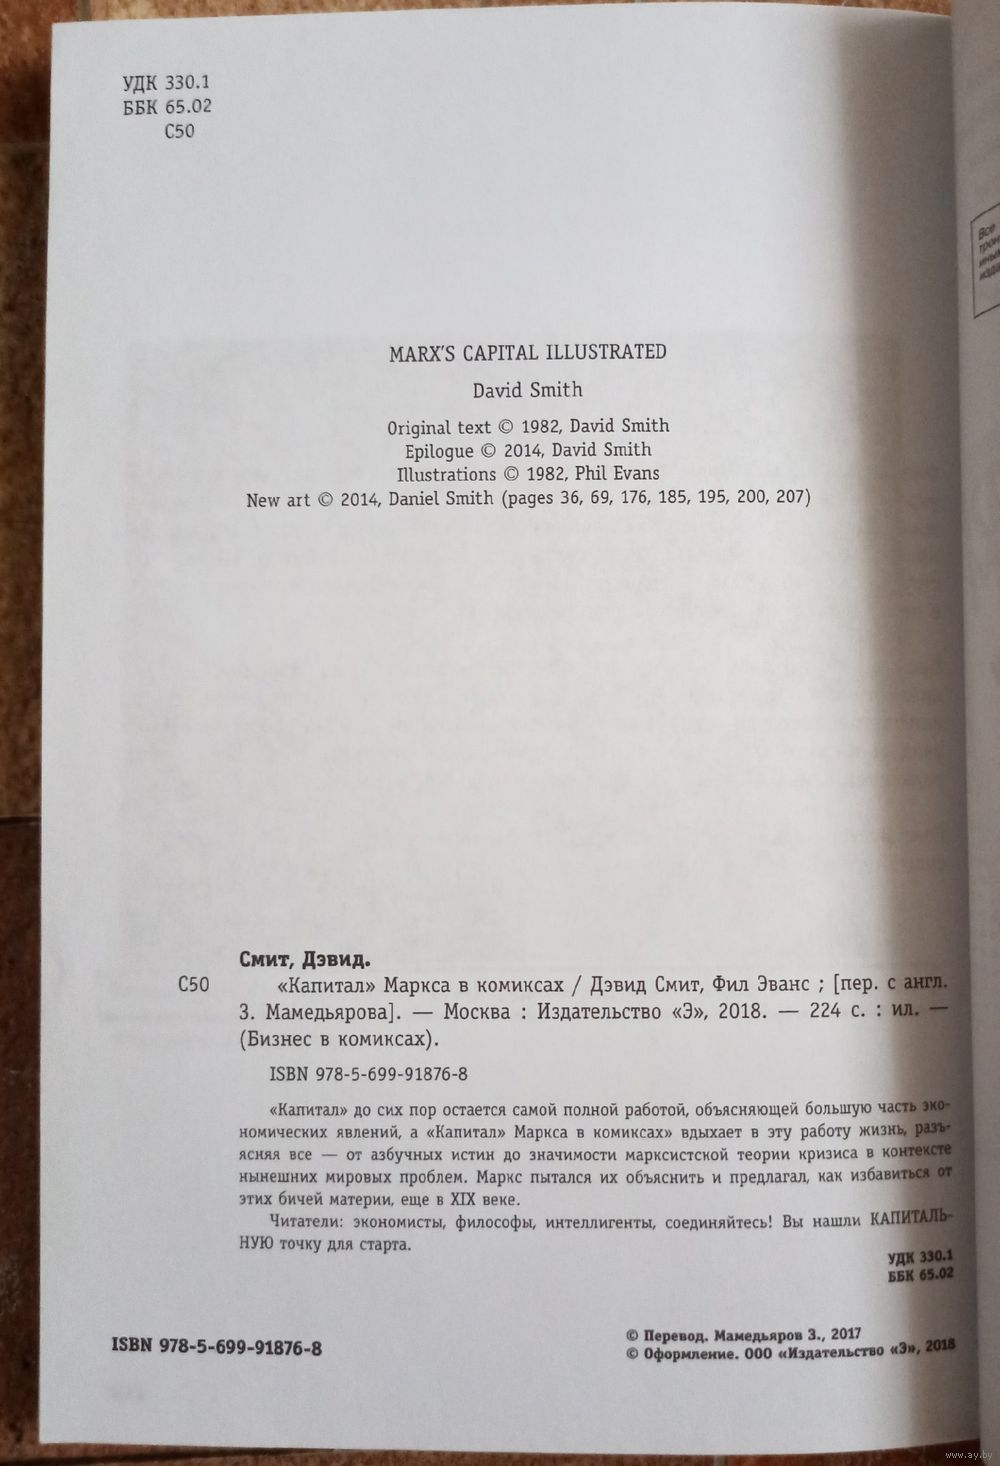 УДК 330.1
ББК 65.02
С50
MARX'S CAPITAL ILLUSTRATED
David Smith
Original text © 1982, David Smith
Epilogue © 2014, David Smith
Illustrations © 1982, Phil Evans
New art © 2014, Daniel Smith (pages 36, 69, 176, 185, 195, 200, 207)
Смит, Дэвид.
С50 «Капитал» Маркса в комиксах / Дэвид Смит, Фил Эванс ; [пер. с англ.
З. Мамедьярова]. — Москва : Издательство «Э», 2018. — 224 с. : ил. —
(Бизнес в комиксах).
ISBN 978-5-699-91876-8
«Капитал» до сих пор остается самой полной работой, объясняющей большую часть эко-
номических явлений, а «Капитал» Маркса в комиксах» вдыхает в эту работу жизнь, разъ-
ясняя все — от азбучных истин до значимости марксистской теории кризиса в контексте
нынешних мировых проблем. Маркс пытался их объяснить и предлагал, как избавиться от
этих бичей материи, еще в XIX веке.
Читатели: экономисты, философы, интеллигенты, соединяйтесь! Вы нашли КАПИТАЛЬ-
НУЮ точку для старта.
УДК 330.1
ББК 65.02
ISBN 978-5-699-91876-8
© Перевод. Мамедьяров З., 2017
© Оформление. ООО «Издательство «Э», 2018
Все
www.ay.by